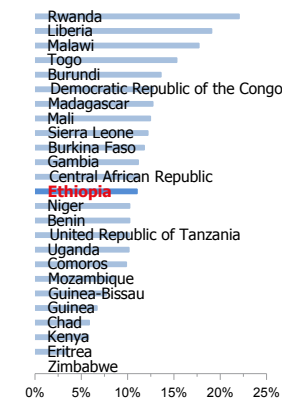 Rwanda
Liberia
Malawi
Togo
Burundi
Democratic Republic of the Congo
Madagascar
Mali
Sierra Leone
Burkina Faso
Gambia
Central African Republic
Ethiopia
Niger
Benin
United Republic of Tanzania
Uganda
Comoros
Mozambique
Guinea-Bissau
Guinea
Chad
Kenya
Eritrea
Zimbabwe
0% 5% 10% 15% 20% 25%